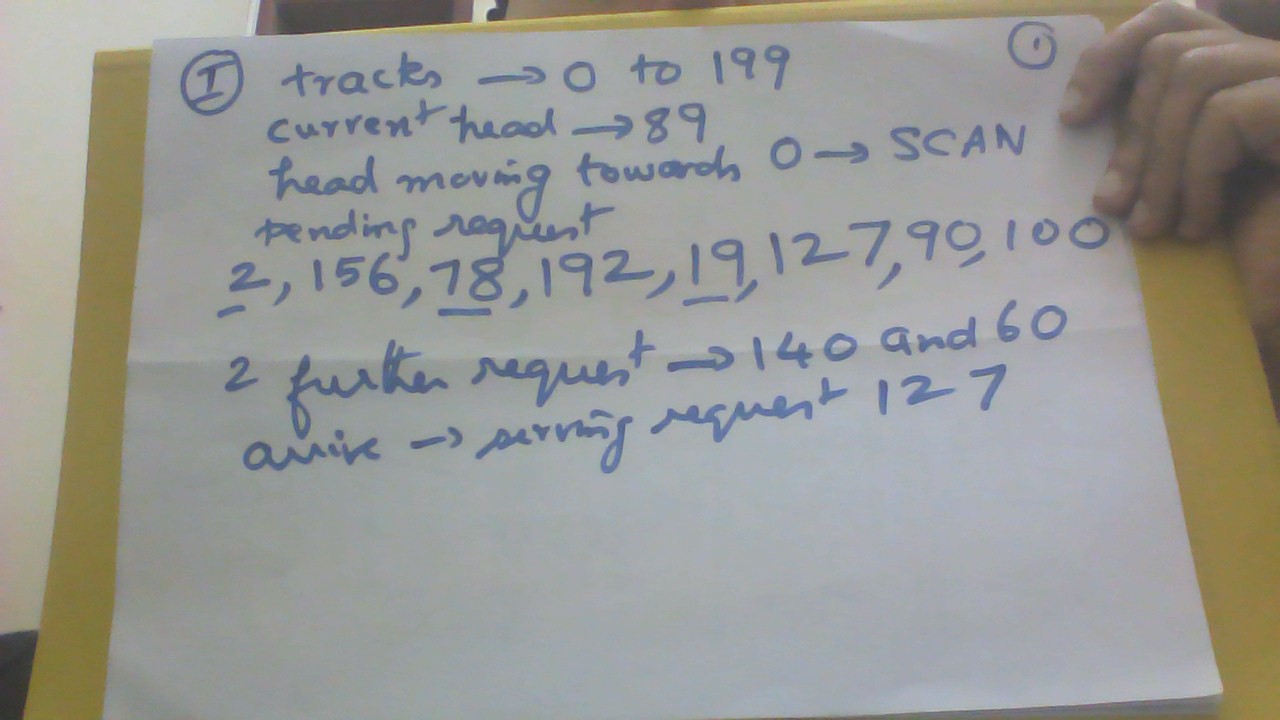 I tracks → 0 to 199 1
current head → 89
head moving towards 0 → SCAN
pending request
2, 156, 78, 192, 19, 127, 90, 100
2 further request → 140 and 60
arrive → serving request 127